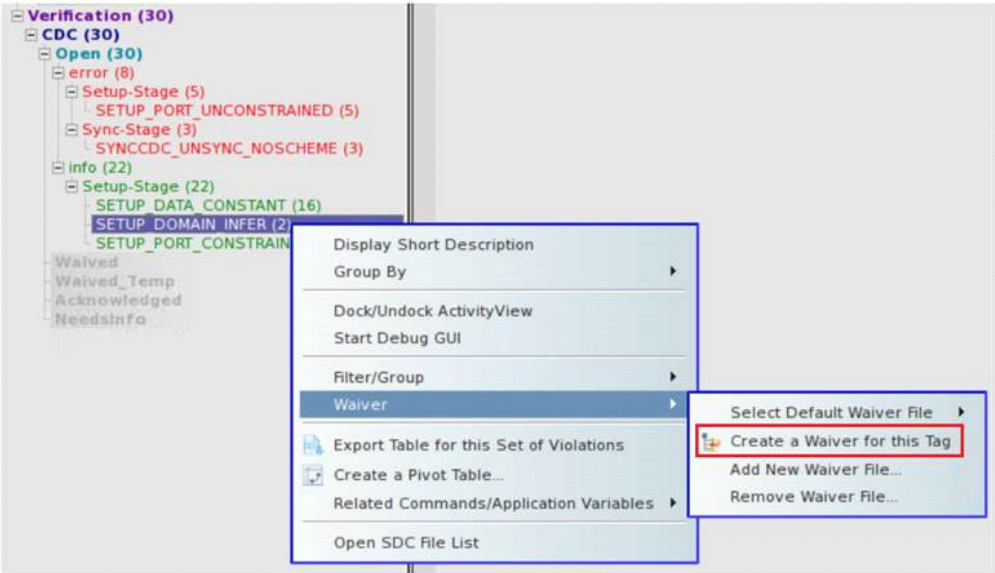 Verification (30)
CDC (30)
Open (30)
error (8)
Setup-Stage (5)
SETUP_PORT_UNCONSTRAINED (5)
Sync-Stage (3)
SYNCCDC_UNSYNC_NOSCHEME (3)
info (22)
Setup-Stage (22)
SETUP_DATA_CONSTANT (16)
SETUP_DOMAIN_INFER (2)
SETUP_PORT_CONSTRAIN
Waived
Waived_Temp
Acknowledged
NeedsInfo
Display Short Description
Group By
Dock/Undock ActivityView
Start Debug GUI
Filter/Group
Waiver
Export Table for this Set of Violations
Create a Pivot Table...
Related Commands/Application Variables
Open SDC File List
Select Default Waiver File
Create a Waiver for this Tag
Add New Waiver File...
Remove Waiver File...